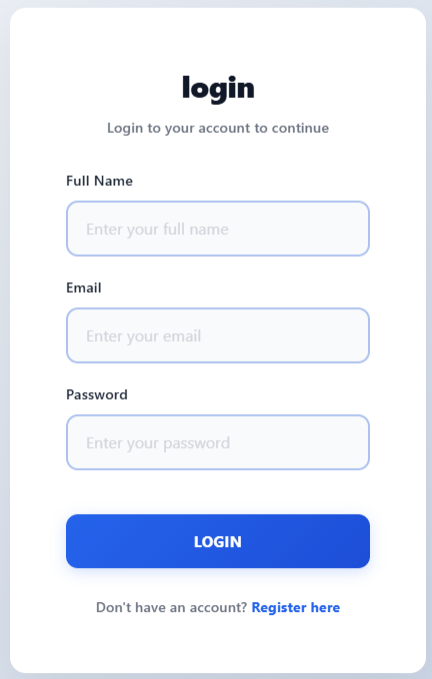 login
Login to your account to continue
Full Name
Enter your full name
Email
Enter your email
Password
Enter your password
LOGIN
Don't have an account? Register here